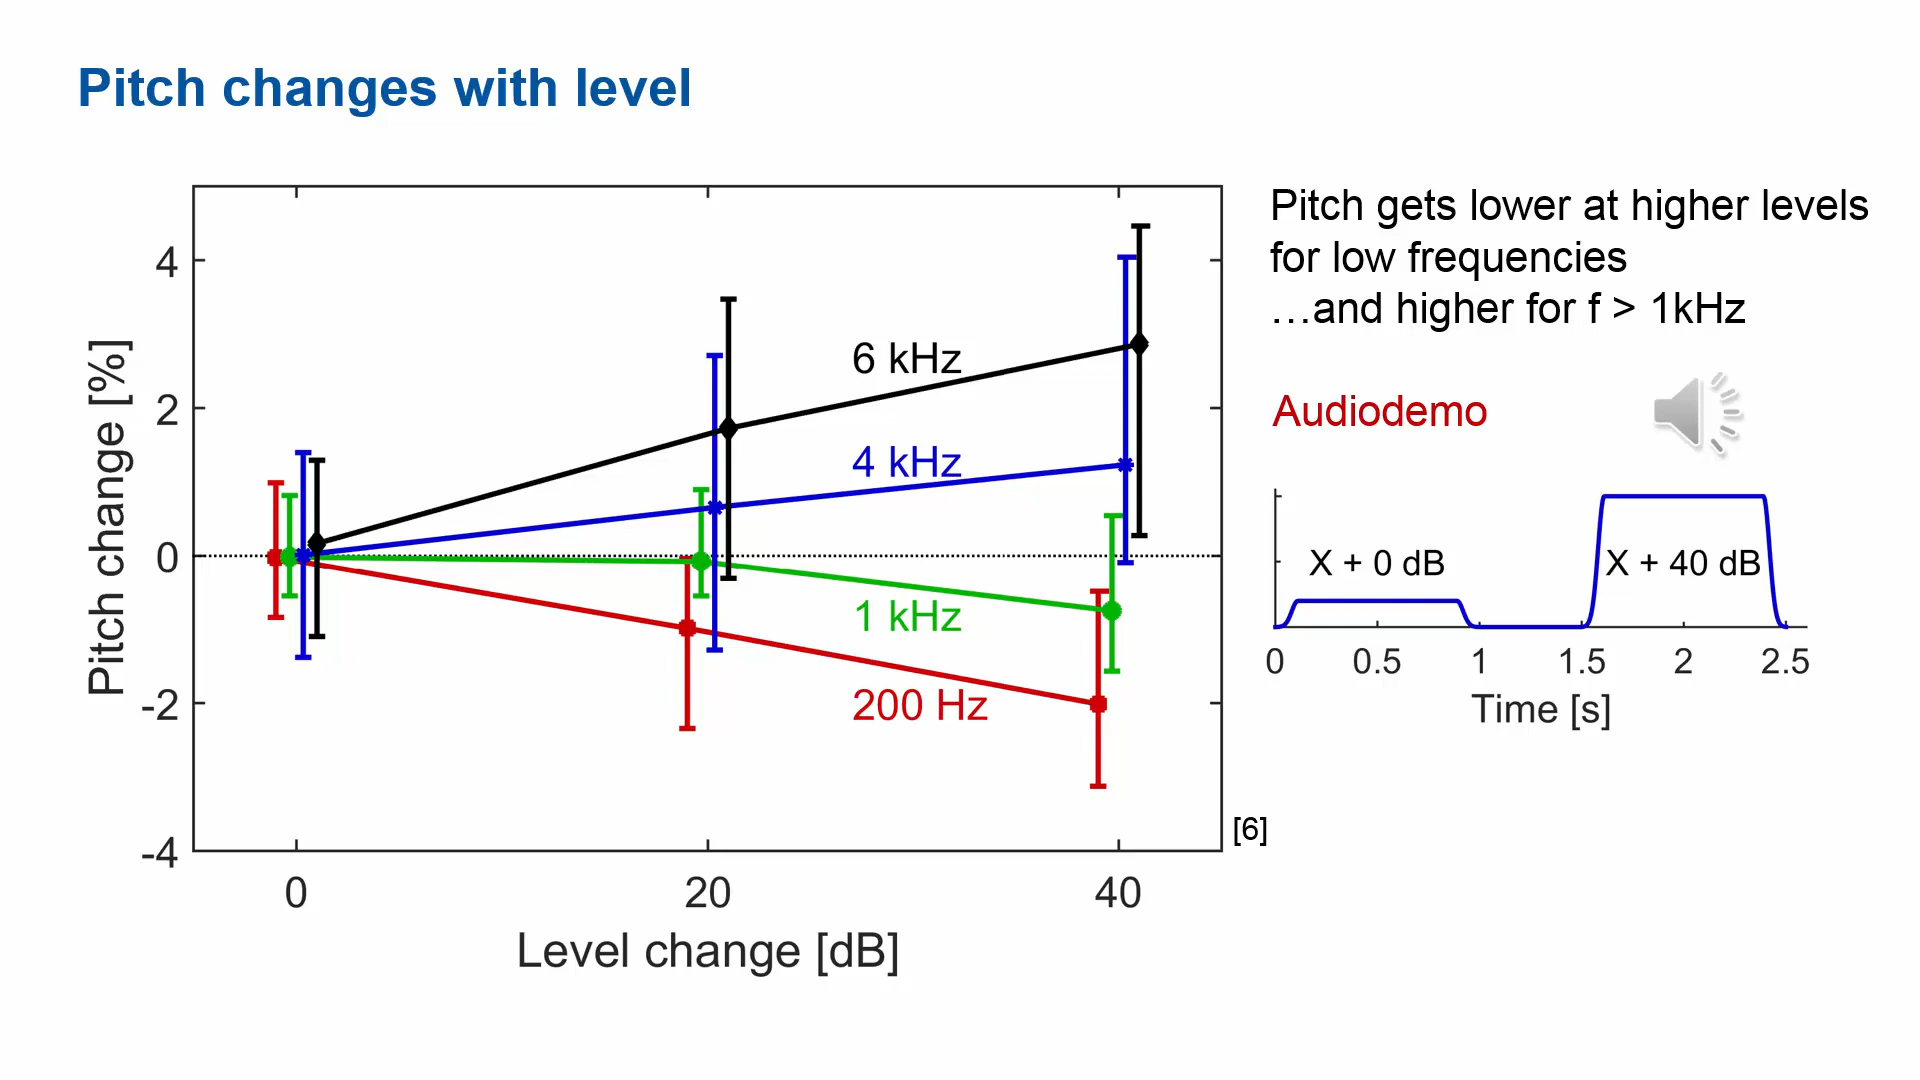 Pitch changes with level
Pitch change [%]
4
2
0
-2
-4
0 20 40
Level change [dB]
6 kHz
4 kHz
1 kHz
200 Hz
[6]
Pitch gets lower at higher levels
for low frequencies
…and higher for f > 1kHz
Audiodemo
X + 0 dB X + 40 dB
0 0.5 1 1.5 2 2.5
Time [s]